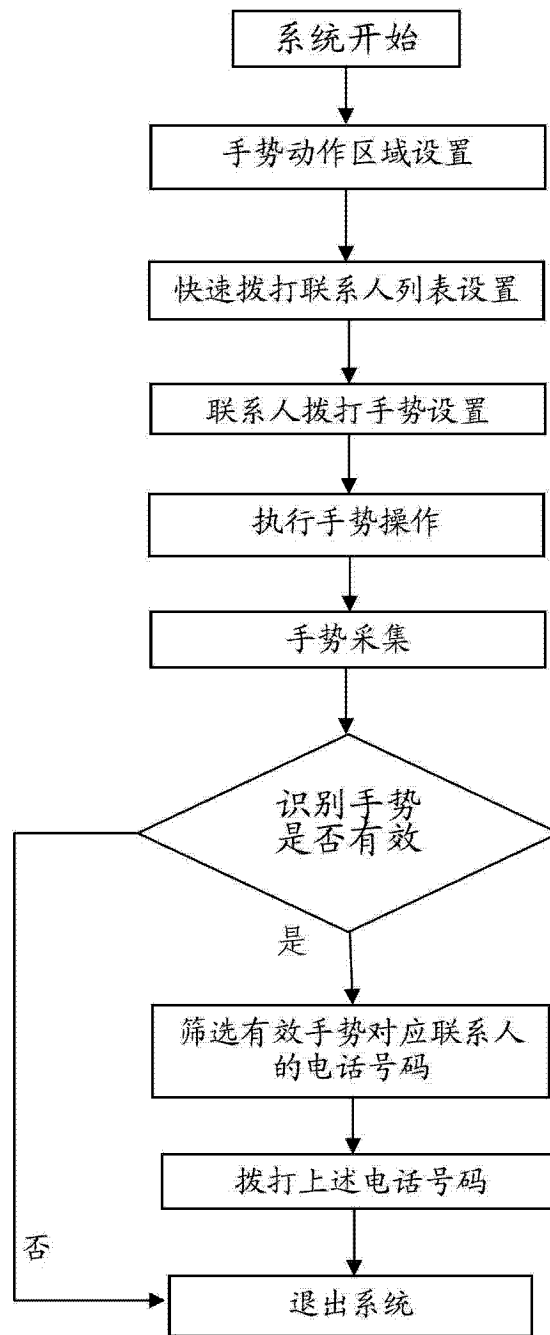 系统开始
手势动作区域设置
快速拨打联系人列表设置
联系人拨打手势设置
执行手势操作
手势采集
识别手势
是否有效
是
筛选有效手势对应联系人
的电话号码
拨打上述电话号码
否
退出系统